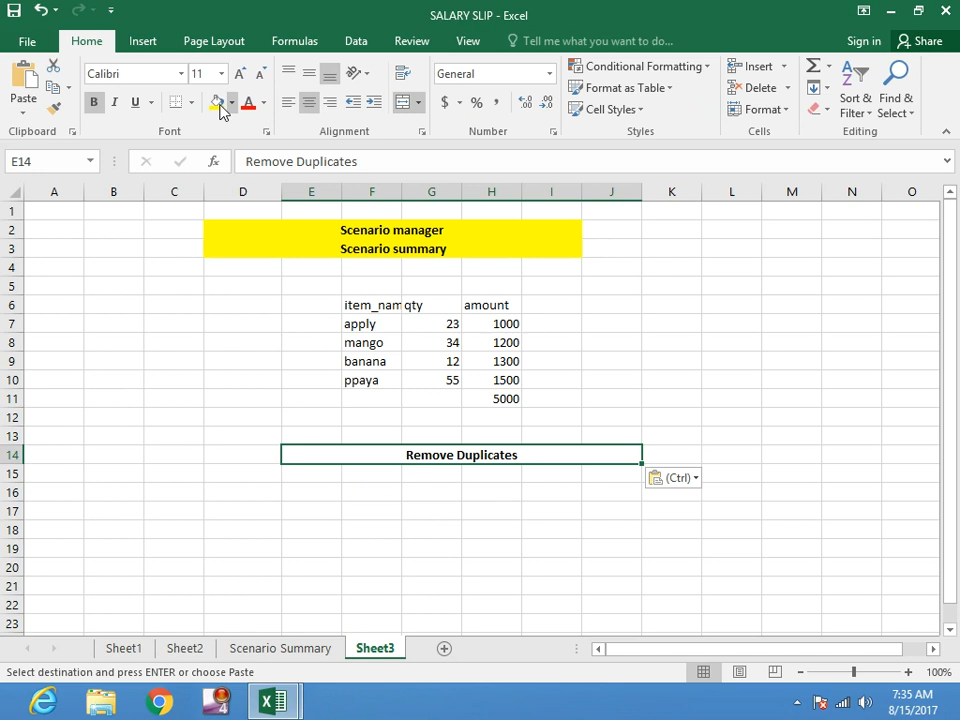 SALARY SLIP - Excel
File Home Insert Page Layout Formulas Data Review View Tell me what you want to do... Sign in Share
Calibri 11 General Conditional Formatting Insert
Paste Format as Table Delete Sort & Find &
B I U A $ % Cell Styles Format Filter Select
Clipboard Font Alignment Number Styles Cells Editing
E14 fx Remove Duplicates
A B C D E F G H I J K L M N O
1
2 Scenario manager
3 Scenario summary
4
5
6 item_nam qty amount
7 apply 23 1000
8 mango 34 1200
9 banana 12 1300
10 ppaya 55 1500
11 5000
12
13
14 Remove Duplicates
15 (Ctrl)
16
17
18
19
20
21
22
23
Sheet1 Sheet2 Scenario Summary Sheet3
Select destination and press ENTER or choose Paste 100%
7:35 AM
8/15/2017